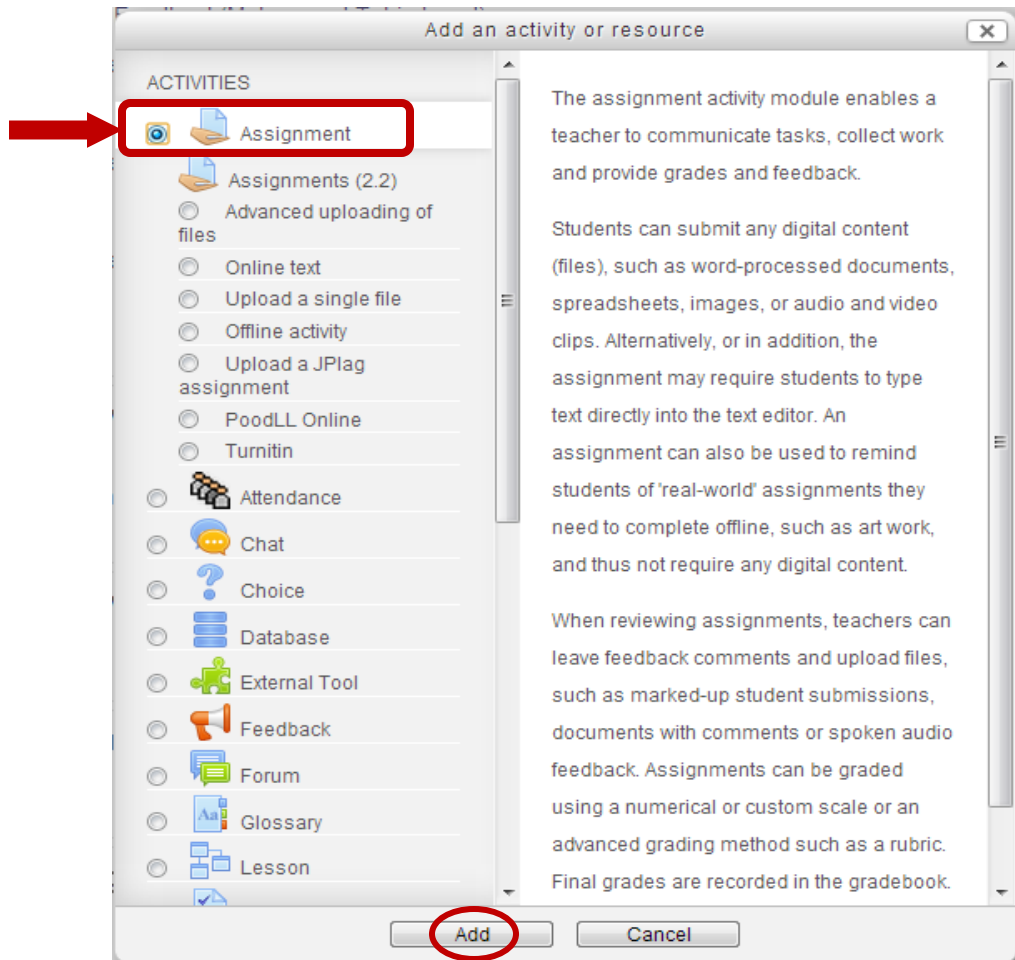 Add an activity or resource
ACTIVITIES
Assignment
Assignments (2.2)
Advanced uploading of
files
Online text
Upload a single file
Offline activity
Upload a JPlag
assignment
PoodLL Online
Turnitin
Attendance
Chat
Choice
Database
External Tool
Feedback
Forum
Glossary
Lesson
The assignment activity module enables a
teacher to communicate tasks, collect work
and provide grades and feedback.
Students can submit any digital content
(files), such as word-processed documents,
spreadsheets, images, or audio and video
clips. Alternatively, or in addition, the
assignment may require students to type
text directly into the text editor. An
assignment can also be used to remind
students of 'real-world' assignments they
need to complete offline, such as art work,
and thus not require any digital content.
When reviewing assignments, teachers can
leave feedback comments and upload files,
such as marked-up student submissions,
documents with comments or spoken audio
feedback. Assignments can be graded
using a numerical or custom scale or an
advanced grading method such as a rubric.
Final grades are recorded in the gradebook.
Add
Cancel